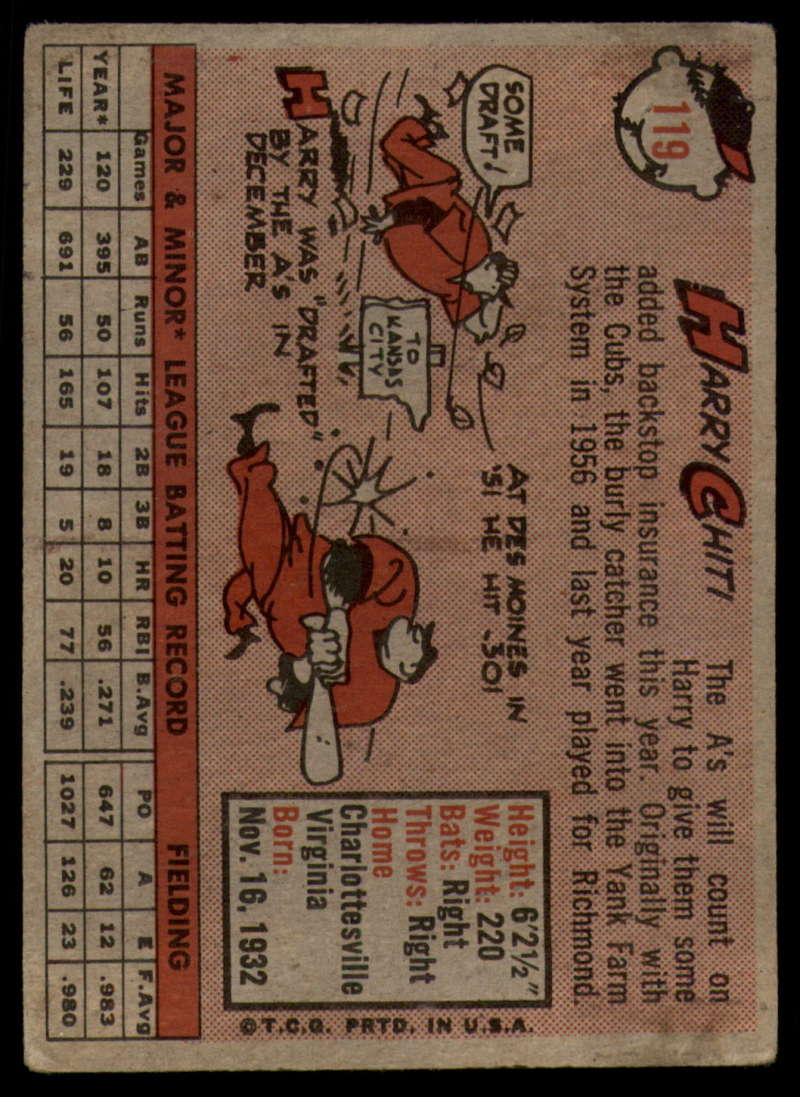 119
HARRY CHITI
The A's will count on
Harry to give them some
added backstop insurance this year. Originally with
the Cubs, the burly catcher went into the Yank Farm
System in 1956 and last year played for Richmond.
SOME
DRAFT!
TO
KANSAS
CITY
HARRY WAS "DRAFTED"
BY THE A'S IN
DECEMBER
AT DES MOINES IN
'51 HE HIT .301
Height: 6'2½"
Weight: 220
Bats: Right
Throws: Right
Home
Charlottesville
Virginia
Born:
Nov. 16, 1932
© T.C.G. PRTD. IN U.S.A.
MAJOR & MINOR* LEAGUE BATTING RECORD FIELDING
Games AB Runs Hits 2B 3B HR RBI B.Avg PO A E F.Avg
YEAR* 120 395 50 107 18 8 10 56 .271 647 62 12 .983
LIFE 229 691 56 165 19 5 20 77 .239 1027 126 23 .980